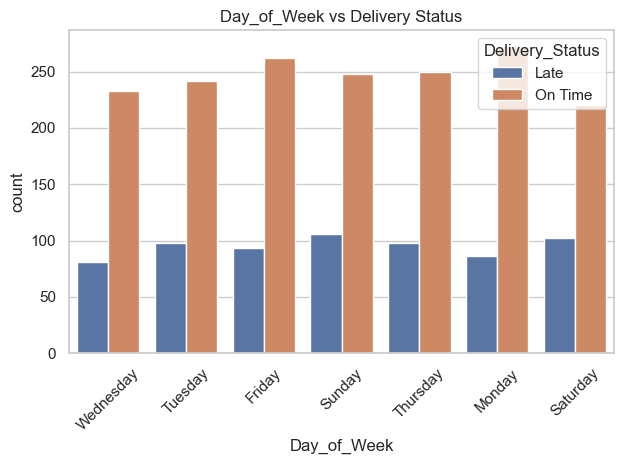 Day_of_Week vs Delivery Status
Delivery_Status
Late
On Time
count
250
200
150
100
50
0
Wednesday
Tuesday
Friday
Sunday
Thursday
Monday
Saturday
Day_of_Week